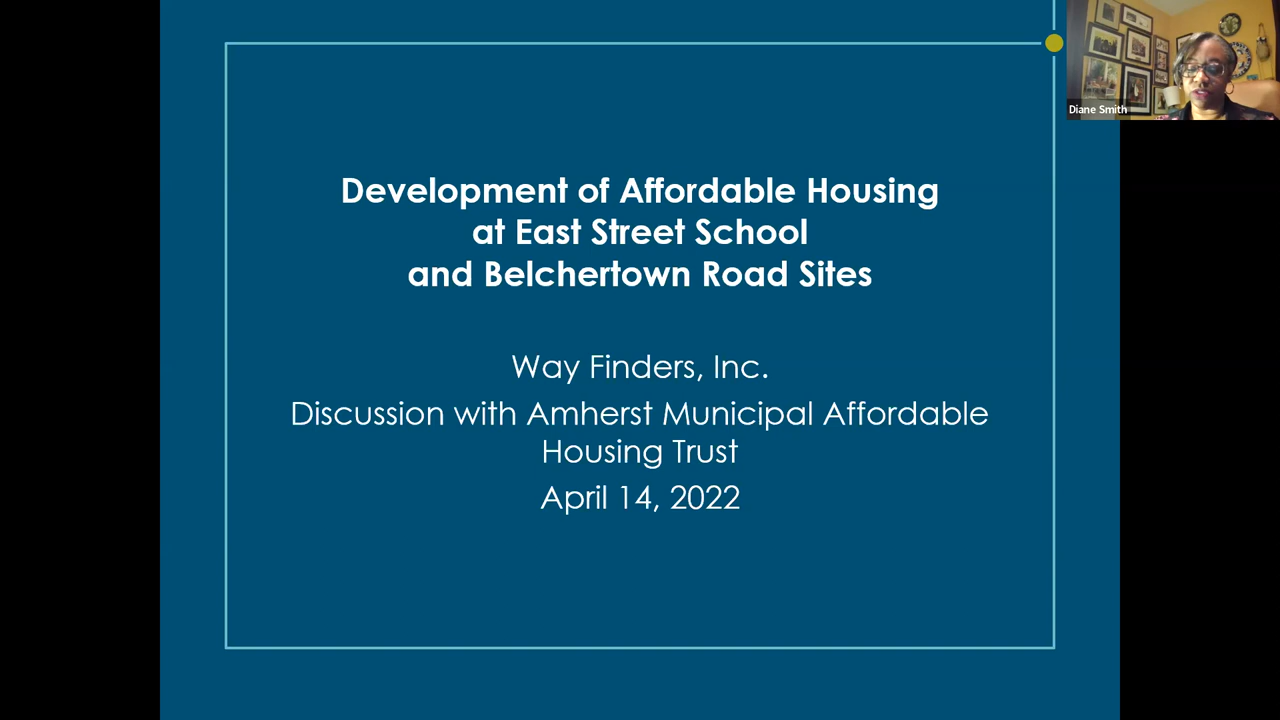 Diane Smith
Development of Affordable Housing
at East Street School
and Belchertown Road Sites
Way Finders, Inc.
Discussion with Amherst Municipal Affordable
Housing Trust
April 14, 2022